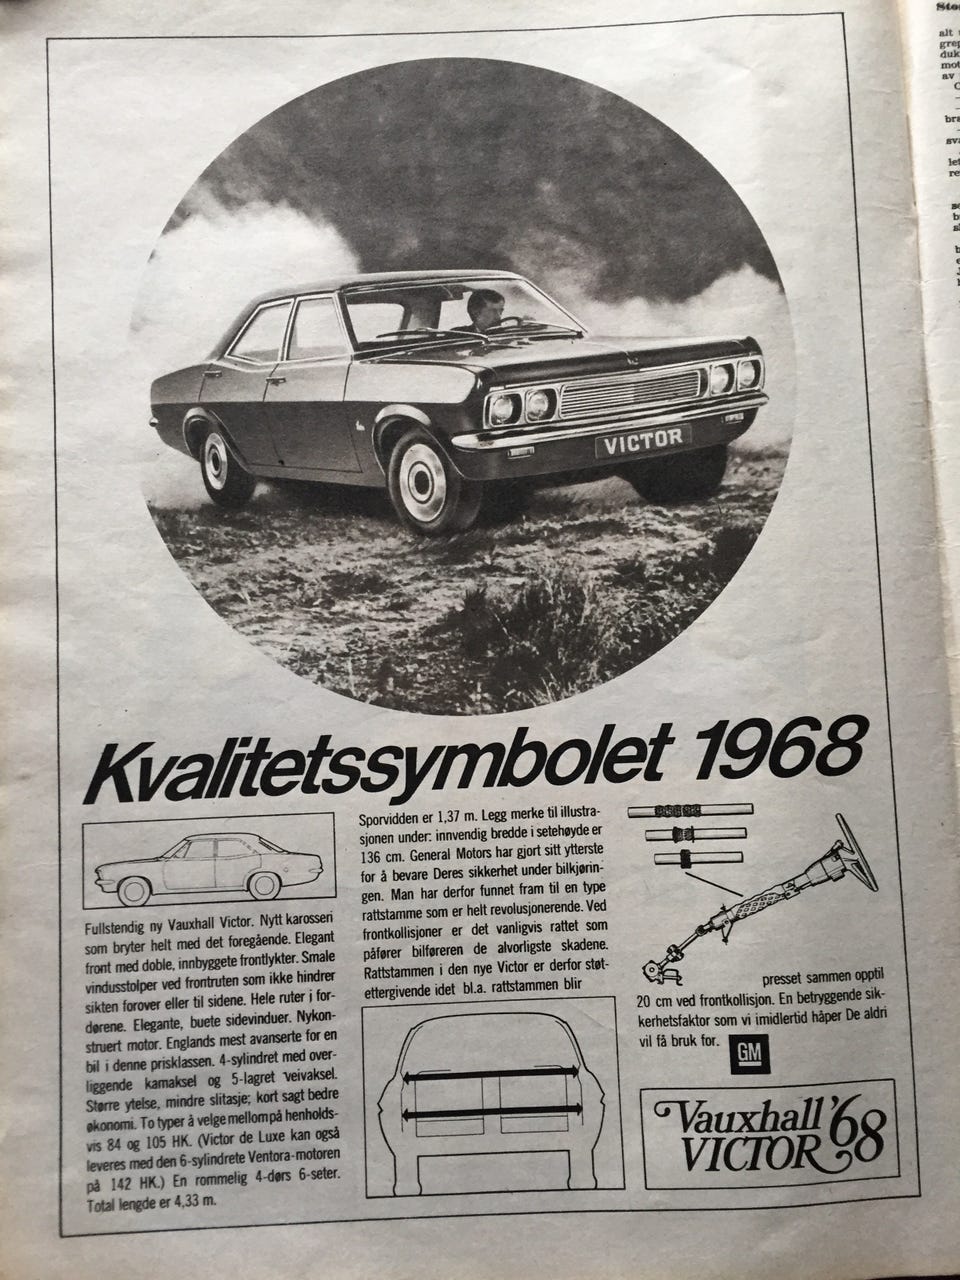 VICTOR
Kvalitetssymbolet 1968
Fullstendig ny Vauxhall Victor. Nytt karosseri
som bryter helt med det foregående. Elegant
front med doble, innbyggete frontlykter. Smale
vindusstolper ved frontruten som ikke hindrer
sikten forover eller til sidene. Hele ruter i for-
dørene. Elegante, buete sidevinduer. Nykon-
struert motor. Englands mest avanserte for en
bil i denne prisklassen. 4-sylindret med over-
liggende kamaksel og 5-lagret veivaksel.
Større ytelse, mindre slitasje; kort sagt bedre
økonomi. To typer å velge mellom på henholds-
vis 84 og 105 HK. (Victor de Luxe kan også
leveres med den 6-sylindrete Ventora-motoren
på 142 HK.) En rommelig 4-dørs 6-seter.
Total lengde er 4,33 m.
Sporvidden er 1,37 m. Legg merke til illustra-
sjonen under: innvendig bredde i setehøyde er
136 cm. General Motors har gjort sitt ytterste
for å bevare Deres sikkerhet under bilkjørin-
gen. Man har derfor funnet fram til en type
rattstamme som er helt revolusjonerende. Ved
frontkollisjoner er det vanligvis rattet som
påfører bilføreren de alvorligste skadene.
Rattstammen i den nye Victor er derfor støt-
ettergivende idet bl.a. rattstammen blir
presset sammen opptil
20 cm ved frontkollisjon. En betryggende sik-
kerhetsfaktor som vi imidlertid håper De aldri
vil få bruk for.
GM
Vauxhall '68
VICTOR
alt
duk
mot
av
bra
sva
let
re